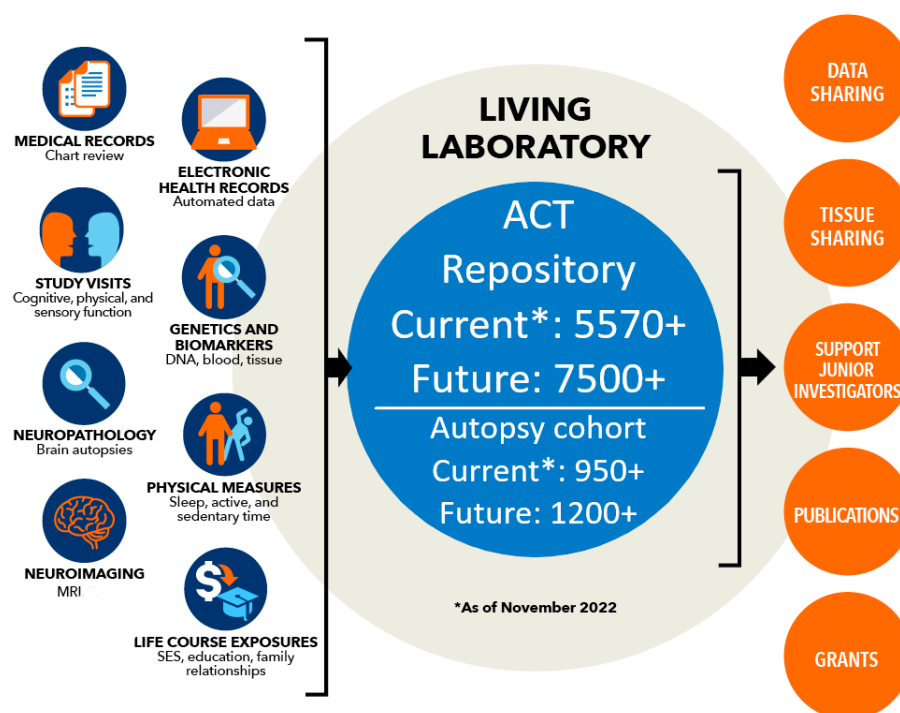 MEDICAL RECORDS
Chart review
ELECTRONIC
HEALTH RECORDS
Automated data
STUDY VISITS
Cognitive, physical, and
sensory function
GENETICS AND
BIOMARKERS
DNA, blood, tissue
NEUROPATHOLOGY
Brain autopsies
PHYSICAL MEASURES
Sleep, active, and
sedentary time
NEUROIMAGING
MRI
$
LIFE COURSE EXPOSURES
SES, education, family
relationships
LIVING
LABORATORY
ACT
Repository
Current*: 5570+
Future: 7500+
Autopsy cohort
Current*: 950+
Future: 1200+
*As of November 2022
DATA
SHARING
TISSUE
SHARING
SUPPORT
JUNIOR
INVESTIGATORS
PUBLICATIONS
GRANTS